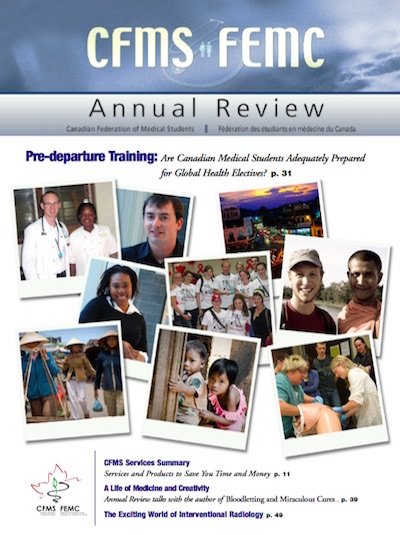 CFMS FEMC
Annual Review
Canadian Federation of Medical Students
Fédération des étudiants en médecine du Canada
Pre-departure Training: Are Canadian Medical Students Adequately Prepared
for Global Health Electives? p. 31
CFMS Services Summary
Services and Products to Save You Time and Money p. 11
A Life of Medicine and Creativity
Annual Review talks with the author of Bloodletting and Miraculous Cures.. p. 39
The Exciting World of Interventional Radiology p. 49
CFMS FEMC